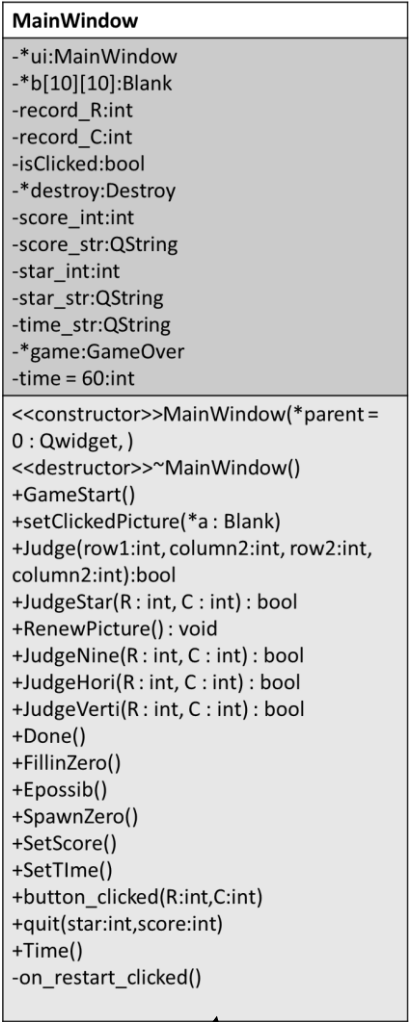 MainWindow
-*ui:MainWindow
-*b[10][10]:Blank
-record_R:int
-record_C:int
-isClicked:bool
-*destroy:Destroy
-score_int:int
-score_str:QString
-star_int:int
-star_str:QString
-time_str:QString
-*game:GameOver
-time = 60:int
<<constructor>>MainWindow(*parent =
0 : Qwidget, )
<<destructor>>~MainWindow()
+GameStart()
+setClickedPicture(*a : Blank)
+Judge(row1:int, column2:int, row2:int,
column2:int):bool
+JudgeStar(R : int, C : int) : bool
+RenewPicture() : void
+JudgeNine(R : int, C : int) : bool
+JudgeHori(R : int, C : int) : bool
+JudgeVerti(R : int, C : int) : bool
+Done()
+FillinZero()
+Epossib()
+SpawnZero()
+SetScore()
+SetTIme()
+button_clicked(R:int,C:int)
+quit(star:int,score:int)
+Time()
-on_restart_clicked()